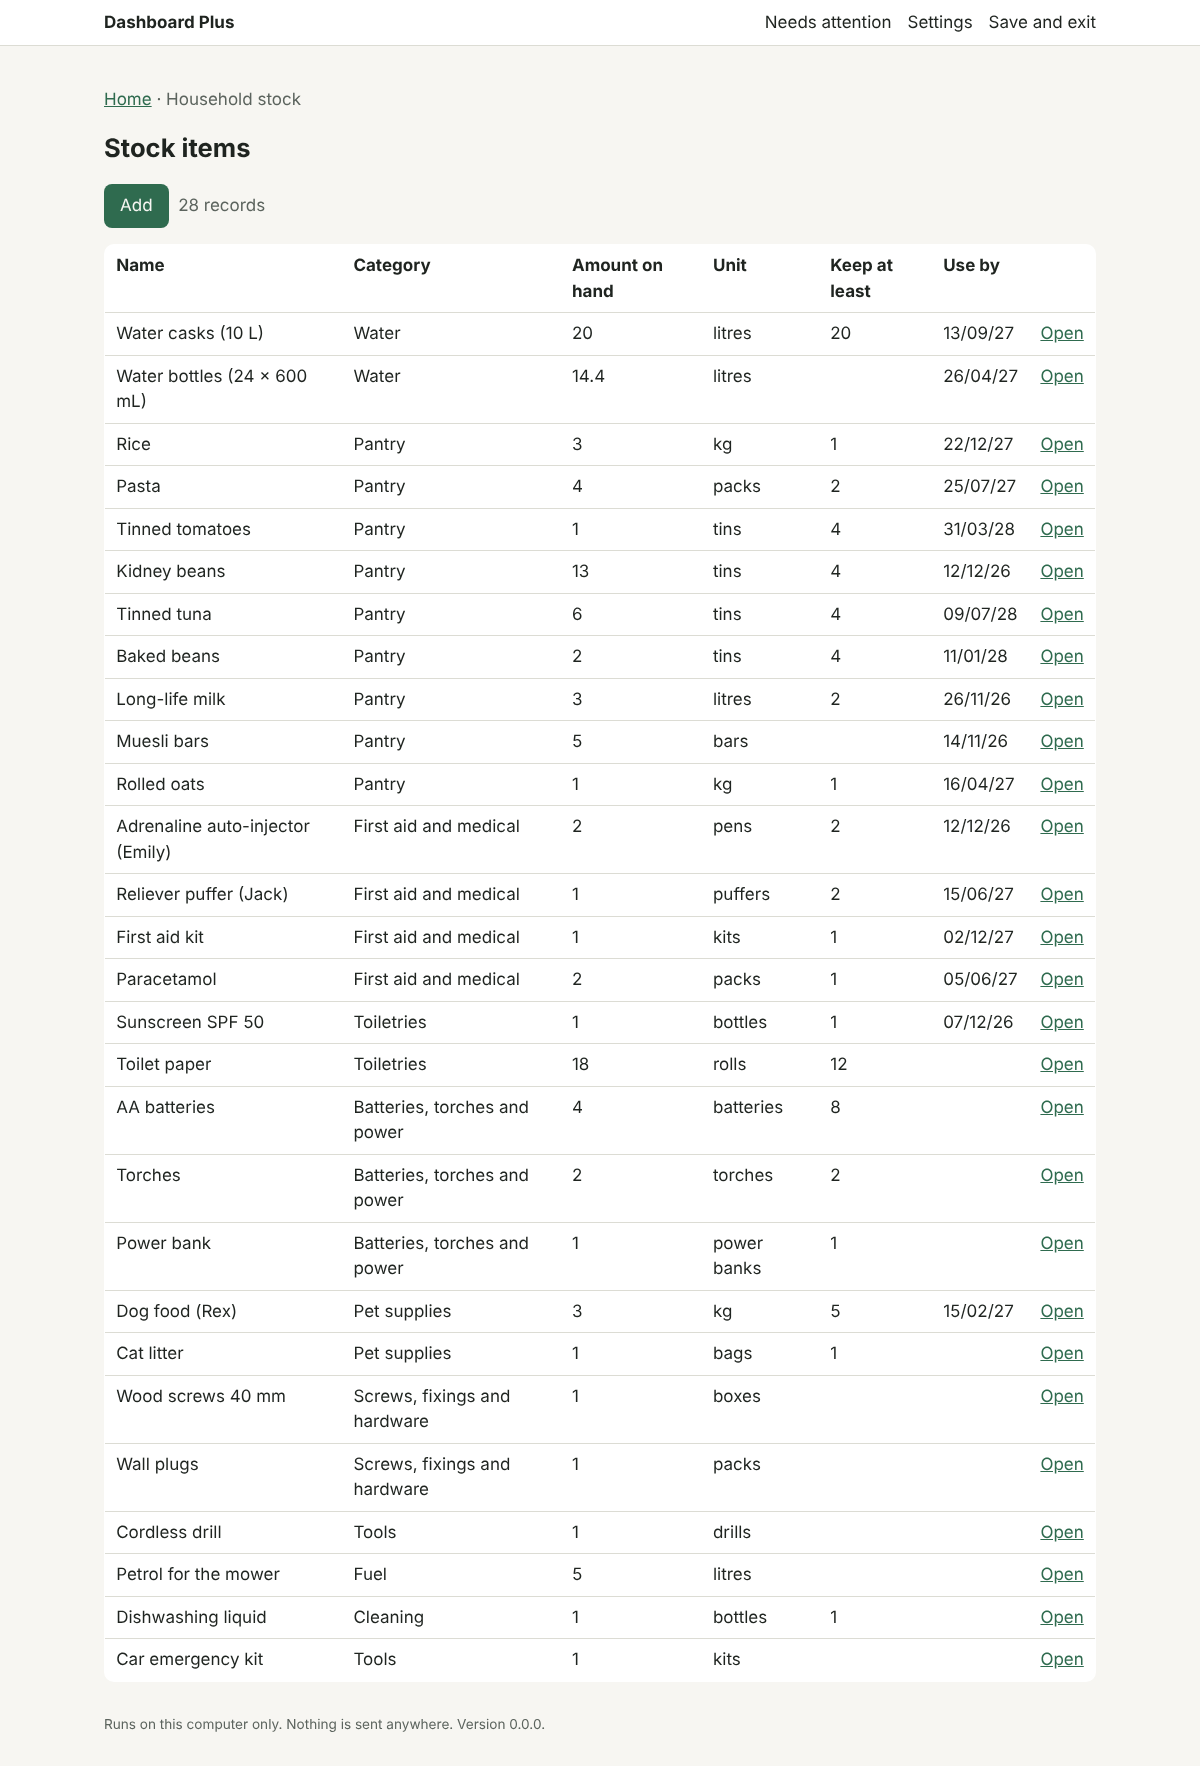 Dashboard Plus Needs attention Settings Save and exit
Home · Household stock
Stock items
Add 28 records
Name Category Amount on hand Unit Keep at least Use by
Water casks (10 L) Water 20 litres 20 13/09/27 Open
Water bottles (24 × 600 mL) Water 14.4 litres 26/04/27 Open
Rice Pantry 3 kg 1 22/12/27 Open
Pasta Pantry 4 packs 2 25/07/27 Open
Tinned tomatoes Pantry 1 tins 4 31/03/28 Open
Kidney beans Pantry 13 tins 4 12/12/26 Open
Tinned tuna Pantry 6 tins 4 09/07/28 Open
Baked beans Pantry 2 tins 4 11/01/28 Open
Long-life milk Pantry 3 litres 2 26/11/26 Open
Muesli bars Pantry 5 bars 14/11/26 Open
Rolled oats Pantry 1 kg 1 16/04/27 Open
Adrenaline auto-injector (Emily) First aid and medical 2 pens 2 12/12/26 Open
Reliever puffer (Jack) First aid and medical 1 puffers 2 15/06/27 Open
First aid kit First aid and medical 1 kits 1 02/12/27 Open
Paracetamol First aid and medical 2 packs 1 05/06/27 Open
Sunscreen SPF 50 Toiletries 1 bottles 1 07/12/26 Open
Toilet paper Toiletries 18 rolls 12 Open
AA batteries Batteries, torches and power 4 batteries 8 Open
Torches Batteries, torches and power 2 torches 2 Open
Power bank Batteries, torches and power 1 power banks 1 Open
Dog food (Rex) Pet supplies 3 kg 5 15/02/27 Open
Cat litter Pet supplies 1 bags 1 Open
Wood screws 40 mm Screws, fixings and hardware 1 boxes Open
Wall plugs Screws, fixings and hardware 1 packs Open
Cordless drill Tools 1 drills Open
Petrol for the mower Fuel 5 litres Open
Dishwashing liquid Cleaning 1 bottles 1 Open
Car emergency kit Tools 1 kits Open
Runs on this computer only. Nothing is sent anywhere. Version 0.0.0.